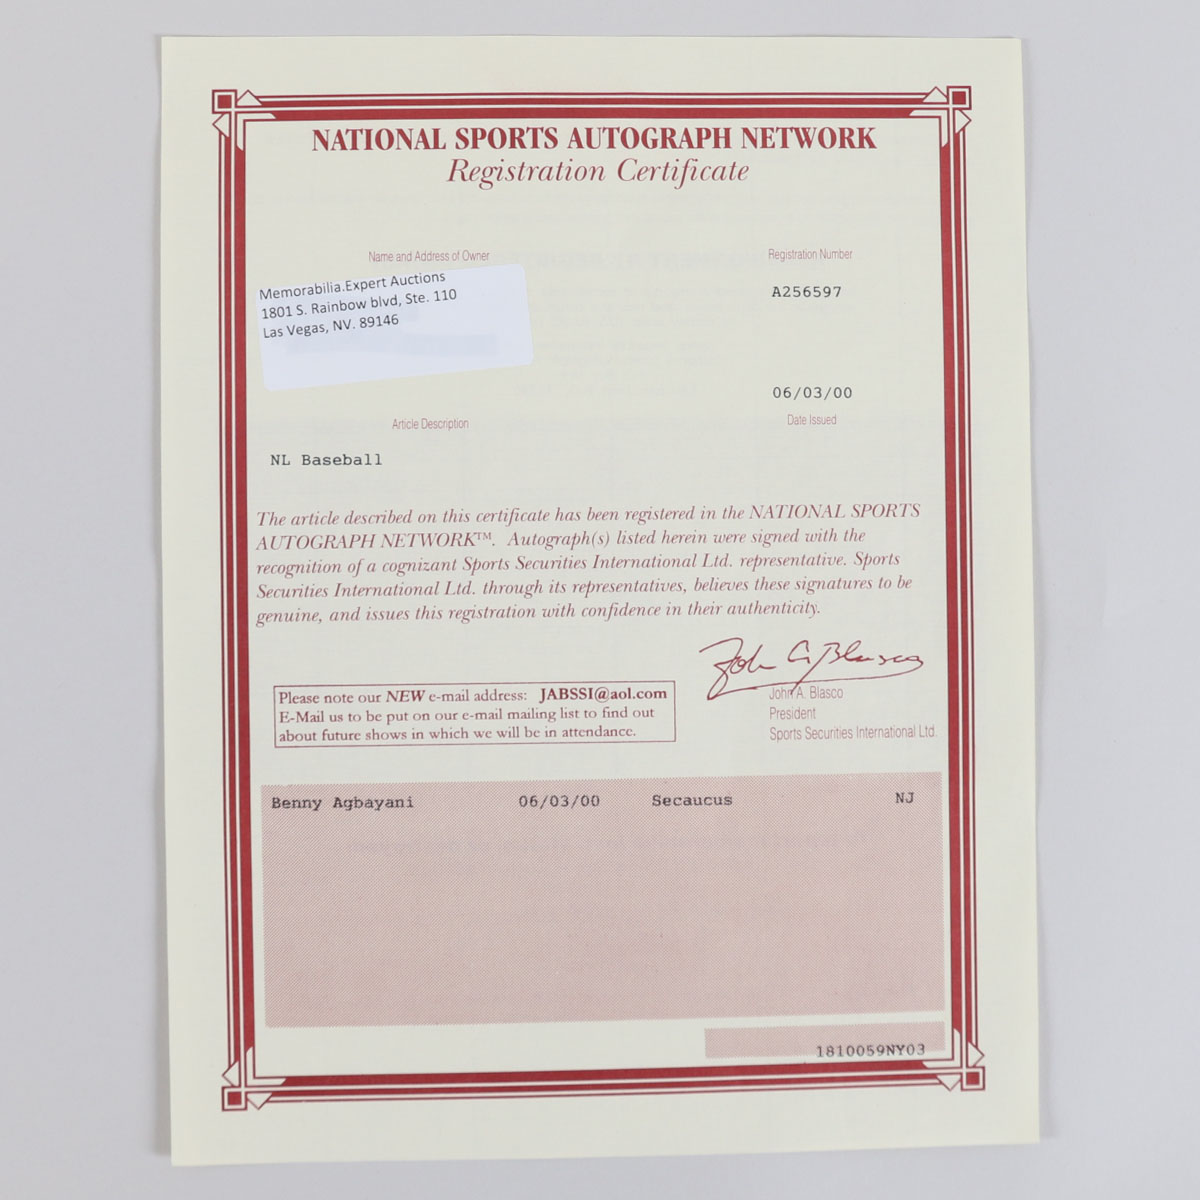 NATIONAL SPORTS AUTOGRAPH NETWORK
Registration Certificate
Name and Address of Owner
Registration Number
Memorabilia.Expert Auctions
1801 S. Rainbow blvd, Ste. 110
Las Vegas, NV. 89146
A256597
06/03/00
Date Issued
Article Description
NL Baseball
The article described on this certificate has been registered in the NATIONAL SPORTS
AUTOGRAPH NETWORK™. Autograph(s) listed herein were signed with the
recognition of a cognizant Sports Securities International Ltd. representative. Sports
Securities International Ltd. through its representatives, believes these signatures to be
genuine, and issues this registration with confidence in their authenticity.
John A. Blasco
John A. Blasco
President
Sports Securities International Ltd.
Please note our NEW e-mail address: JABSSI@aol.com
E-Mail us to be put on our e-mail mailing list to find out
about future shows in which we will be in attendance.
Benny Agbayani 06/03/00 Secaucus NJ
1810059NY03